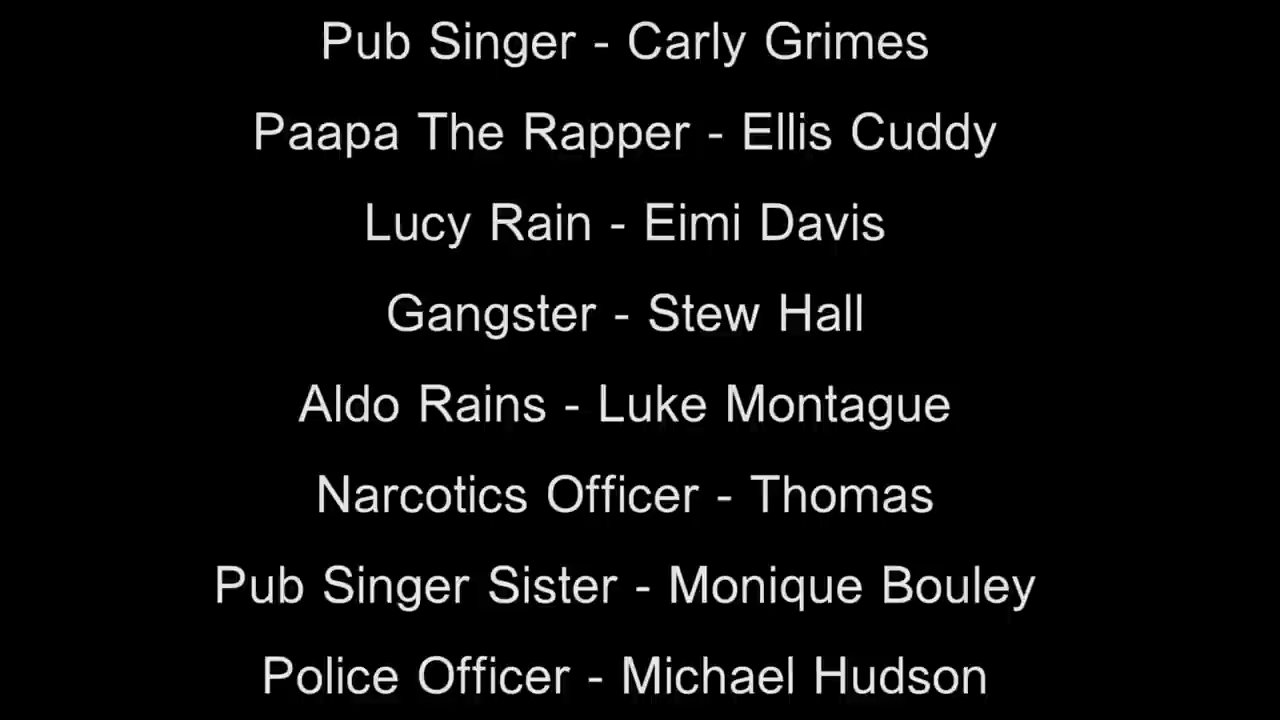 Pub Singer - Carly Grimes
Paapa The Rapper - Ellis Cuddy
Lucy Rain - Eimi Davis
Gangster - Stew Hall
Aldo Rains - Luke Montague
Narcotics Officer - Thomas
Pub Singer Sister - Monique Bouley
Police Officer - Michael Hudson